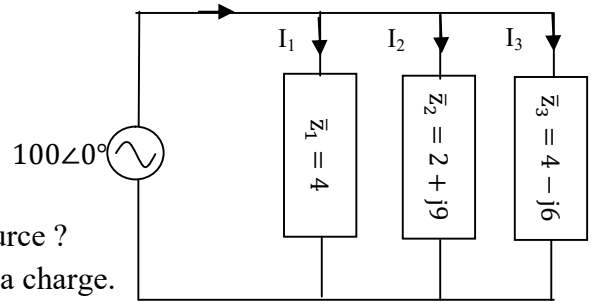 I₁ I₂ I₃
100∠0°
z̄₁ = 4
z̄₂ = 2 + j9
z̄₃ = 4 − j6
urce ?
a charge.